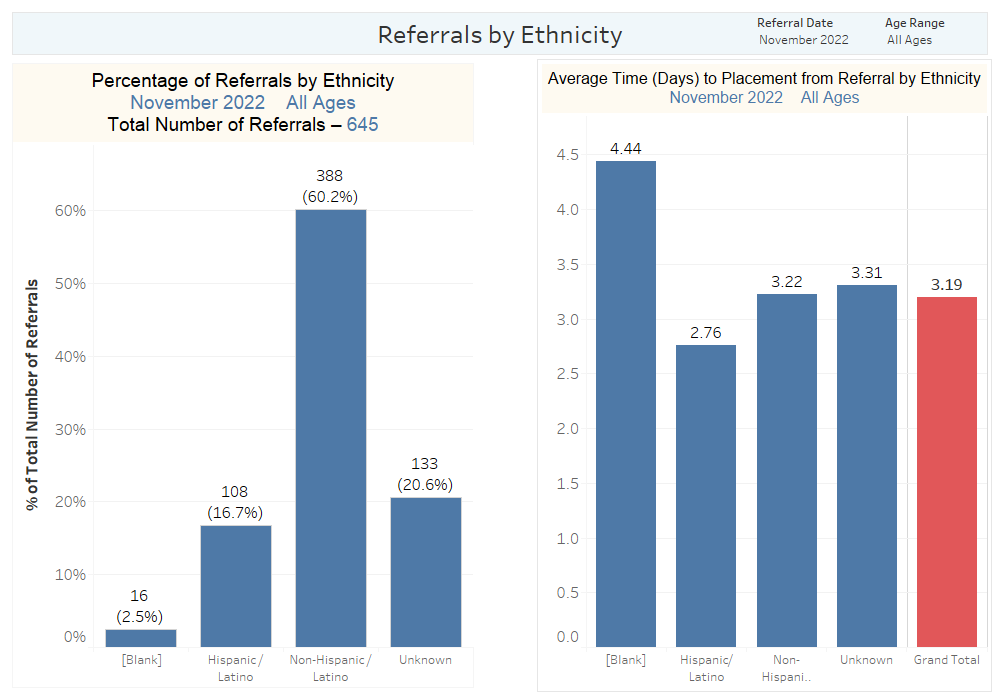 Referrals by Ethnicity
Referral Date
November 2022
Age Range
All Ages
Percentage of Referrals by Ethnicity
November 2022 All Ages
Total Number of Referrals – 645
% of Total Number of Referrals
60%
50%
40%
30%
20%
10%
0%
16
(2.5%)
108
(16.7%)
388
(60.2%)
133
(20.6%)
[Blank]
Hispanic/
Latino
Non-Hispanic/
Latino
Unknown
Average Time (Days) to Placement from Referral by Ethnicity
November 2022 All Ages
4.5
4.0
3.5
3.0
2.5
2.0
1.5
1.0
0.5
0.0
4.44
2.76
3.22
3.31
3.19
[Blank]
Hispanic/
Latino
Non-
Hispani..
Unknown
Grand Total